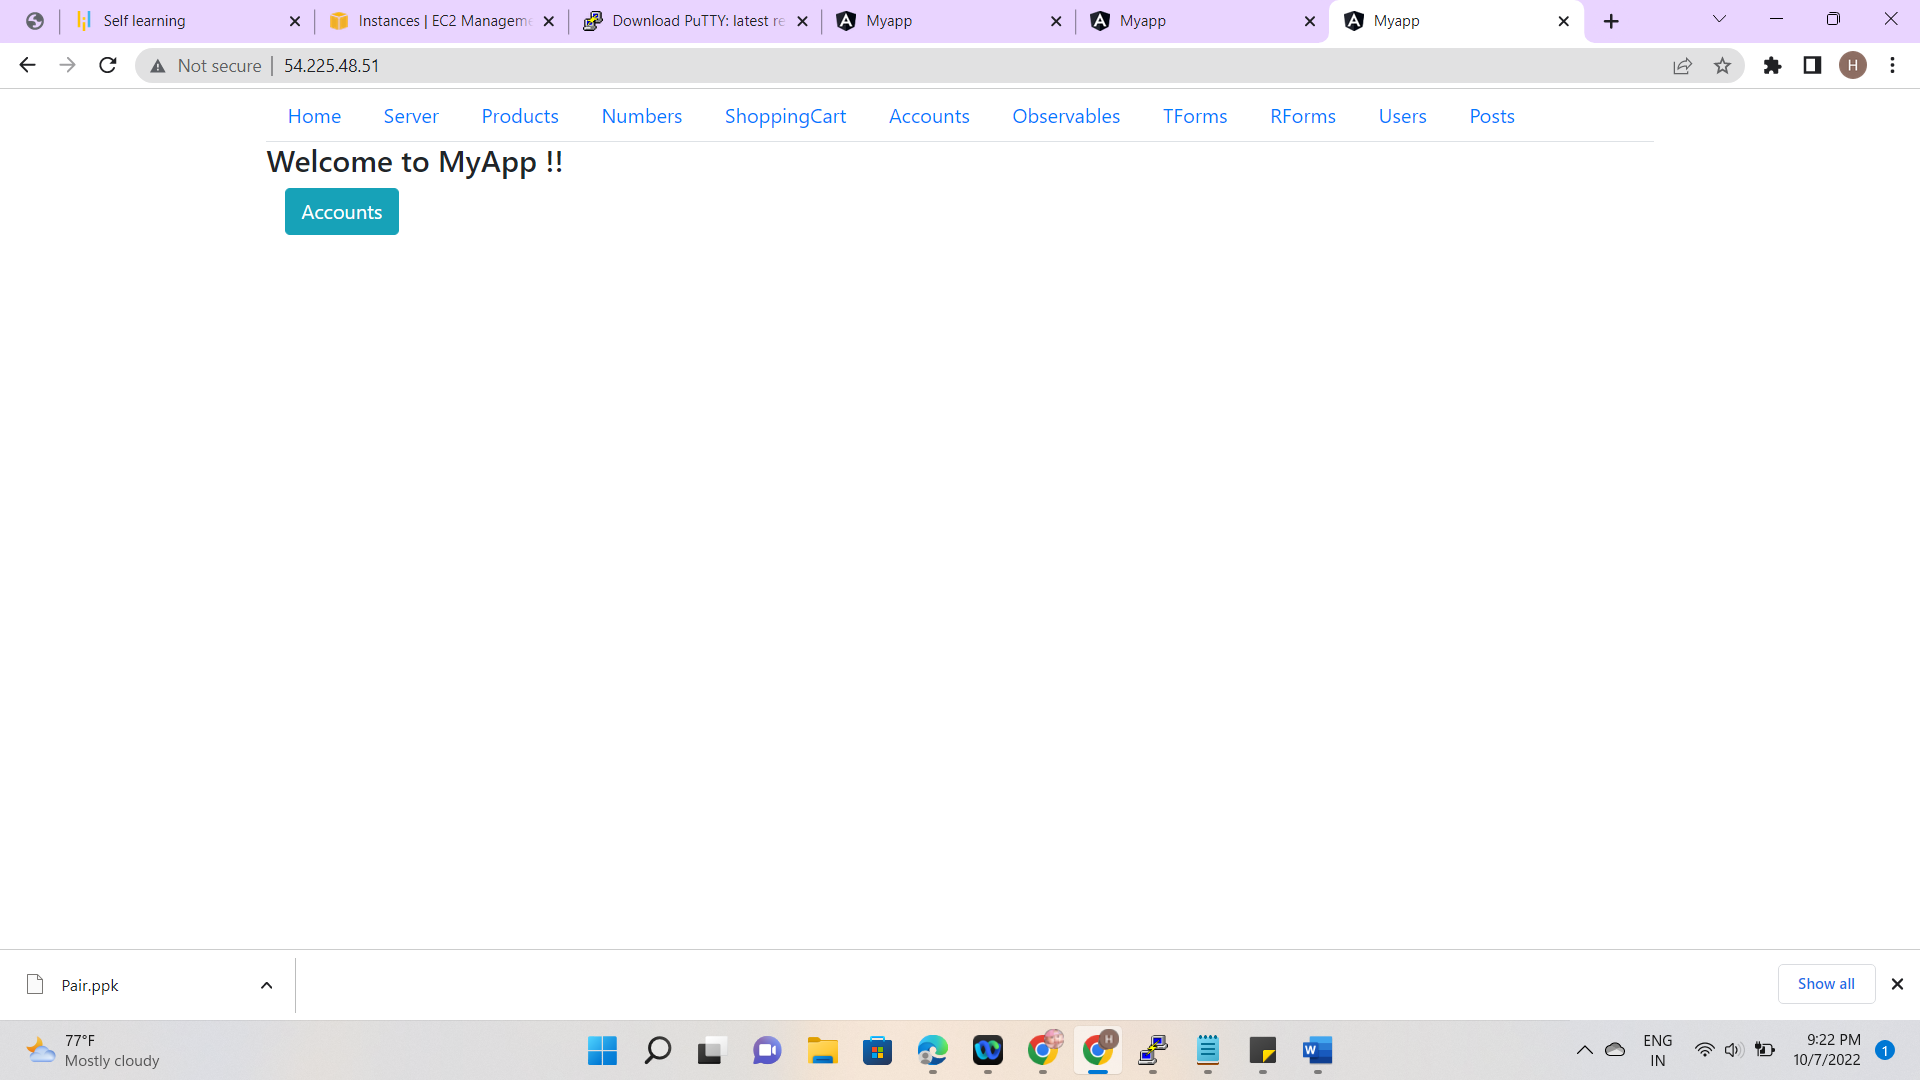 Self learning
Instances | EC2 Manageme
Download PuTTY: latest re
Myapp
Myapp
Myapp
Not secure
54.225.48.51
H
Home Server Products Numbers ShoppingCart Accounts Observables TForms RForms Users Posts
Welcome to MyApp !!
Accounts
Pair.ppk
Show all
77°F
Mostly cloudy
H
W
ENG
IN
9:22 PM
10/7/2022
1